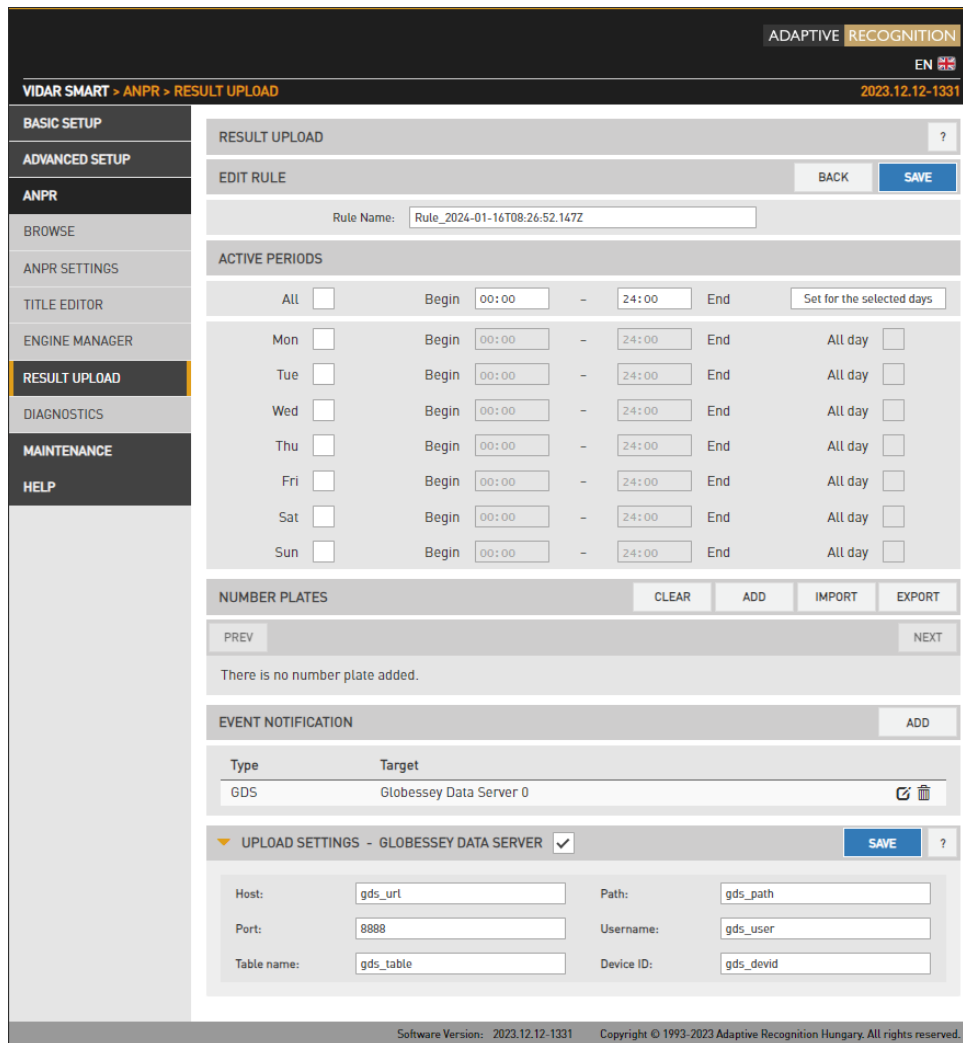 ADAPTIVE RECOGNITION
EN
VIDAR SMART > ANPR > RESULT UPLOAD 2023.12.12-1331
BASIC SETUP
ADVANCED SETUP
ANPR
BROWSE
ANPR SETTINGS
TITLE EDITOR
ENGINE MANAGER
RESULT UPLOAD
DIAGNOSTICS
MAINTENANCE
HELP
RESULT UPLOAD ?
EDIT RULE BACK SAVE
Rule Name: Rule_2024-01-16T08:26:52.147Z
ACTIVE PERIODS
All Begin 00:00 - 24:00 End Set for the selected days
Mon Begin 00:00 - 24:00 End All day
Tue Begin 00:00 - 24:00 End All day
Wed Begin 00:00 - 24:00 End All day
Thu Begin 00:00 - 24:00 End All day
Fri Begin 00:00 - 24:00 End All day
Sat Begin 00:00 - 24:00 End All day
Sun Begin 00:00 - 24:00 End All day
NUMBER PLATES CLEAR ADD IMPORT EXPORT
PREV NEXT
There is no number plate added.
EVENT NOTIFICATION ADD
Type Target
GDS Globessey Data Server 0
UPLOAD SETTINGS - GLOBESSEY DATA SERVER SAVE ?
Host: gds_url Path: gds_path
Port: 8888 Username: gds_user
Table name: gds_table Device ID: gds_devid
Software Version: 2023.12.12-1331 Copyright © 1993-2023 Adaptive Recognition Hungary. All rights reserved.